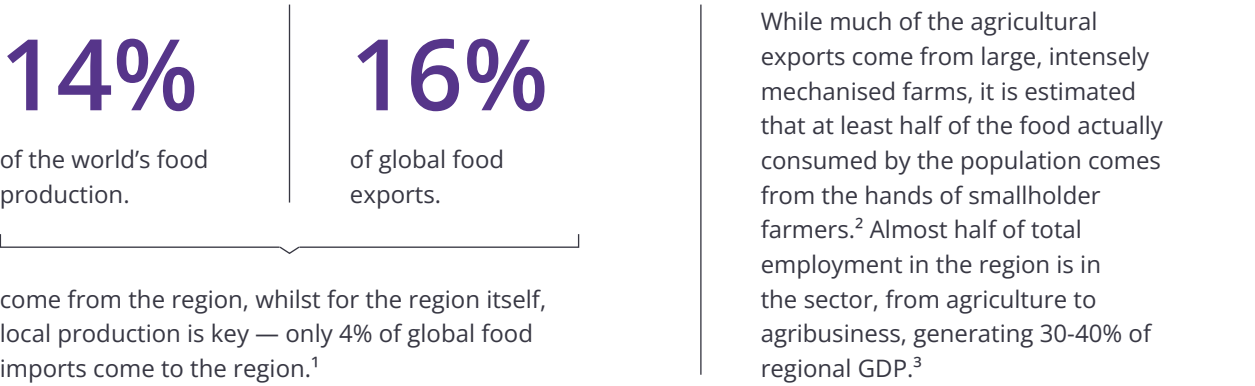 14%
of the world’s food
production.
16%
of global food
exports.
come from the region, whilst for the region itself,
local production is key — only 4% of global food
imports come to the region.¹
While much of the agricultural
exports come from large, intensely
mechanised farms, it is estimated
that at least half of the food actually
consumed by the population comes
from the hands of smallholder
farmers.² Almost half of total
employment in the region is in
the sector, from agriculture to
agribusiness, generating 30-40% of
regional GDP.³